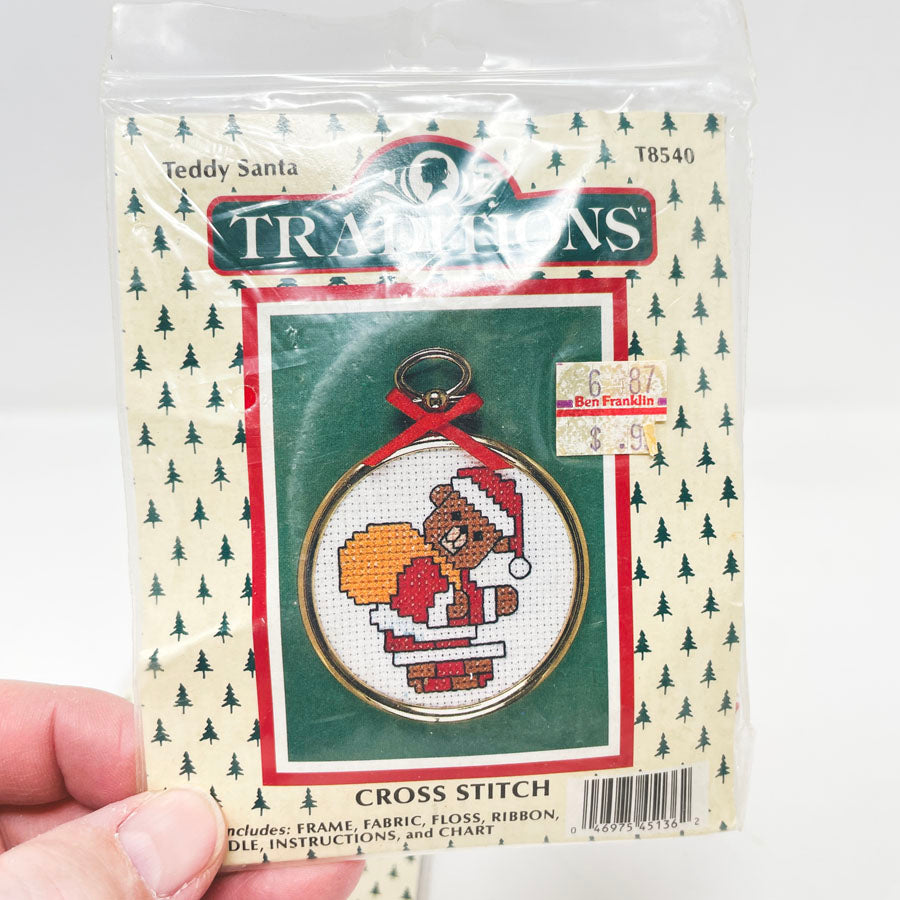 Teddy Santa
T8540
TRADITIONS™
6 87
Ben Franklin
$ .9
CROSS STITCH
ncludes: FRAME, FABRIC, FLOSS, RIBBON,
DLE, INSTRUCTIONS, and CHART
0 46975 45136 2